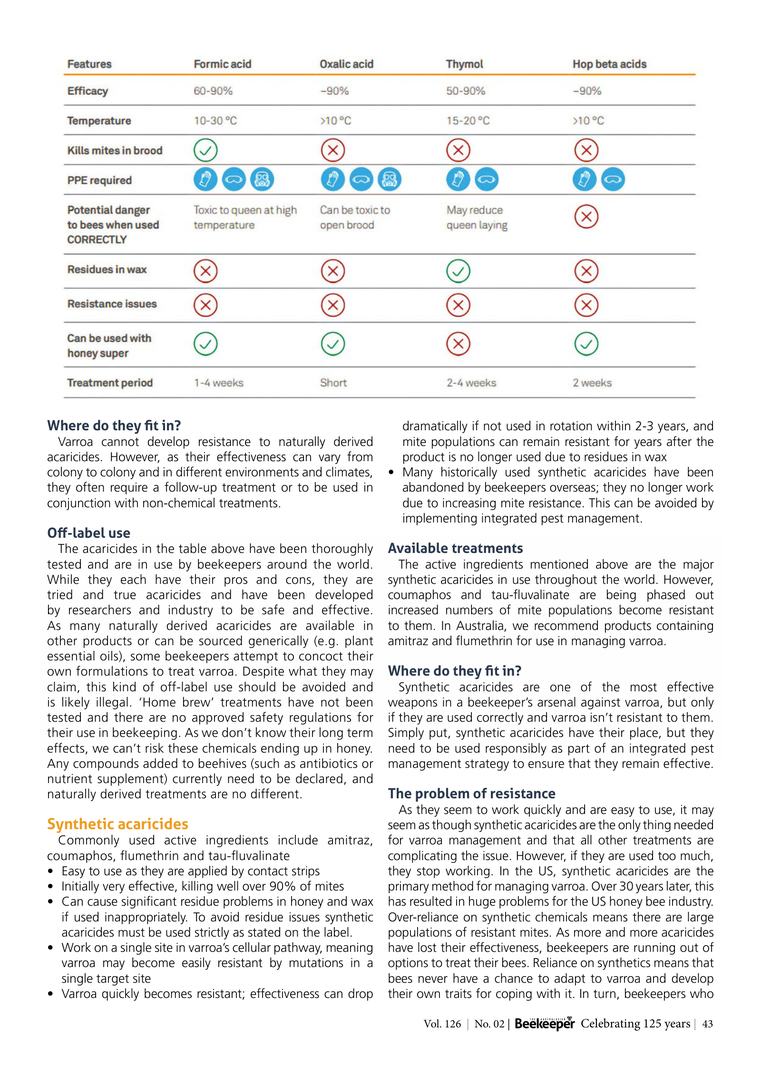 Features Formic acid Oxalic acid Thymol Hop beta acids
Efficacy 60-90% ~90% 50-90% ~90%
Temperature 10-30 °C >10 °C 15-20 °C >10 °C
Kills mites in brood
PPE required
Potential danger to bees when used CORRECTLY Toxic to queen at high temperature Can be toxic to open brood May reduce queen laying
Residues in wax
Resistance issues
Can be used with honey super
Treatment period 1-4 weeks Short 2-4 weeks 2 weeks
Where do they fit in?
Varroa cannot develop resistance to naturally derived
acaricides. However, as their effectiveness can vary from
colony to colony and in different environments and climates,
they often require a follow-up treatment or to be used in
conjunction with non-chemical treatments.
Off-label use
The acaricides in the table above have been thoroughly
tested and are in use by beekeepers around the world.
While they each have their pros and cons, they are
tried and true acaricides and have been developed
by researchers and industry to be safe and effective.
As many naturally derived acaricides are available in
other products or can be sourced generically (e.g. plant
essential oils), some beekeepers attempt to concoct their
own formulations to treat varroa. Despite what they may
claim, this kind of off-label use should be avoided and
is likely illegal. ‘Home brew’ treatments have not been
tested and there are no approved safety regulations for
their use in beekeeping. As we don’t know their long term
effects, we can’t risk these chemicals ending up in honey.
Any compounds added to beehives (such as antibiotics or
nutrient supplement) currently need to be declared, and
naturally derived treatments are no different.
Synthetic acaricides
Commonly used active ingredients include amitraz,
coumaphos, flumethrin and tau-fluvalinate
• Easy to use as they are applied by contact strips
• Initially very effective, killing well over 90% of mites
• Can cause significant residue problems in honey and wax
if used inappropriately. To avoid residue issues synthetic
acaricides must be used strictly as stated on the label.
• Work on a single site in varroa’s cellular pathway, meaning
varroa may become easily resistant by mutations in a
single target site
• Varroa quickly becomes resistant; effectiveness can drop
dramatically if not used in rotation within 2-3 years, and
mite populations can remain resistant for years after the
product is no longer used due to residues in wax
• Many historically used synthetic acaricides have been
abandoned by beekeepers overseas; they no longer work
due to increasing mite resistance. This can be avoided by
implementing integrated pest management.
Available treatments
The active ingredients mentioned above are the major
synthetic acaricides in use throughout the world. However,
coumaphos and tau-fluvalinate are being phased out
increased numbers of mite populations become resistant
to them. In Australia, we recommend products containing
amitraz and flumethrin for use in managing varroa.
Where do they fit in?
Synthetic acaricides are one of the most effective
weapons in a beekeeper’s arsenal against varroa, but only
if they are used correctly and varroa isn’t resistant to them.
Simply put, synthetic acaricides have their place, but they
need to be used responsibly as part of an integrated pest
management strategy to ensure that they remain effective.
The problem of resistance
As they seem to work quickly and are easy to use, it may
seem as though synthetic acaricides are the only thing needed
for varroa management and that all other treatments are
complicating the issue. However, if they are used too much,
they stop working. In the US, synthetic acaricides are the
primary method for managing varroa. Over 30 years later, this
has resulted in huge problems for the US honey bee industry.
Over-reliance on synthetic chemicals means there are large
populations of resistant mites. As more and more acaricides
have lost their effectiveness, beekeepers are running out of
options to treat their bees. Reliance on synthetics means that
bees never have a chance to adapt to varroa and develop
their own traits for coping with it. In turn, beekeepers who
Vol. 126 | No. 02 | Beekeeper Celebrating 125 years | 43